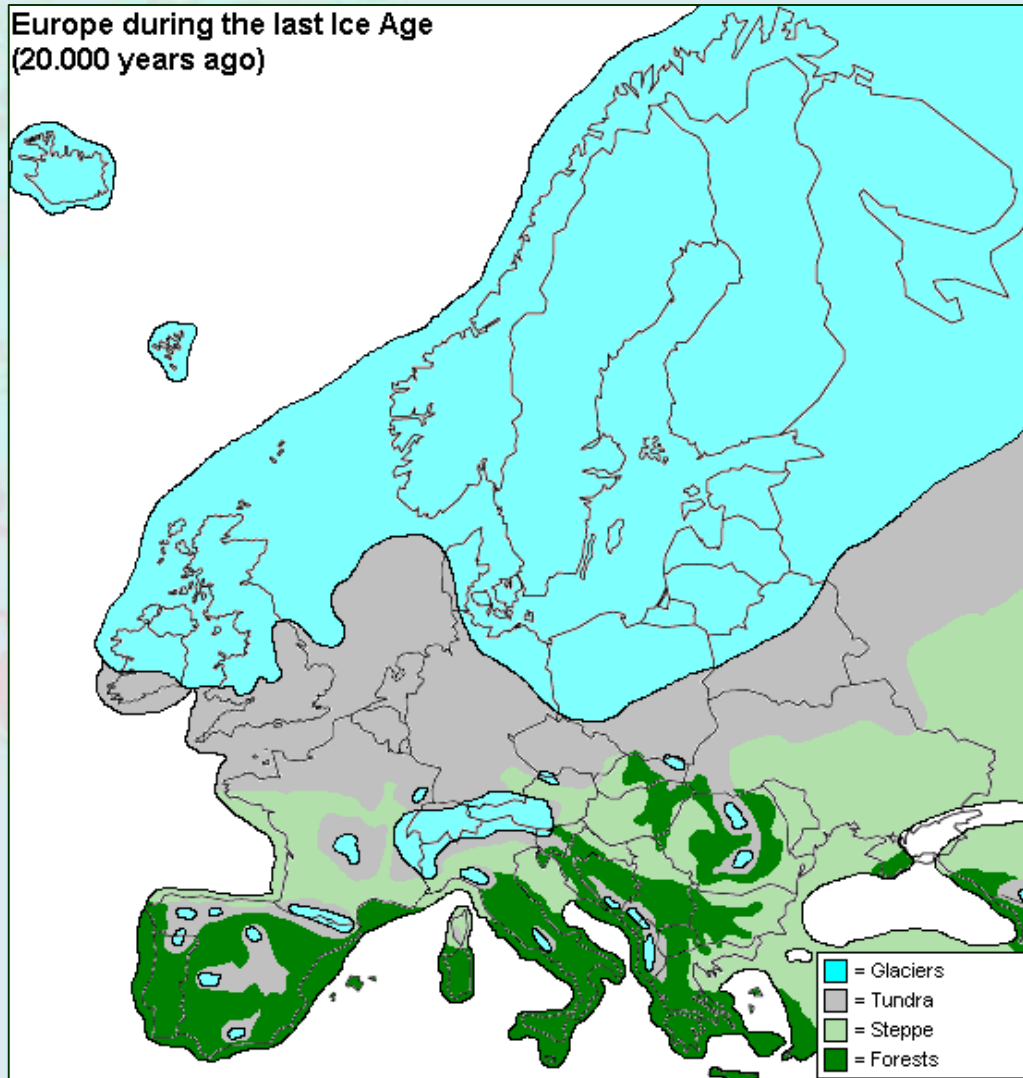 Europe during the last Ice Age
(20.000 years ago)
= Glaciers
= Tundra
= Steppe
= Forests